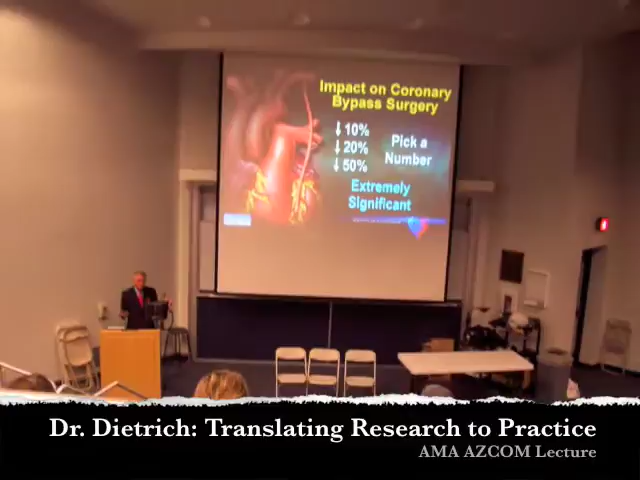 Impact on Coronary
Bypass Surgery
↓ 10%
↓ 20%
↓ 50%
Pick a
Number
Extremely
Significant
Dr. Dietrich: Translating Research to Practice
AMA AZCOM Lecture